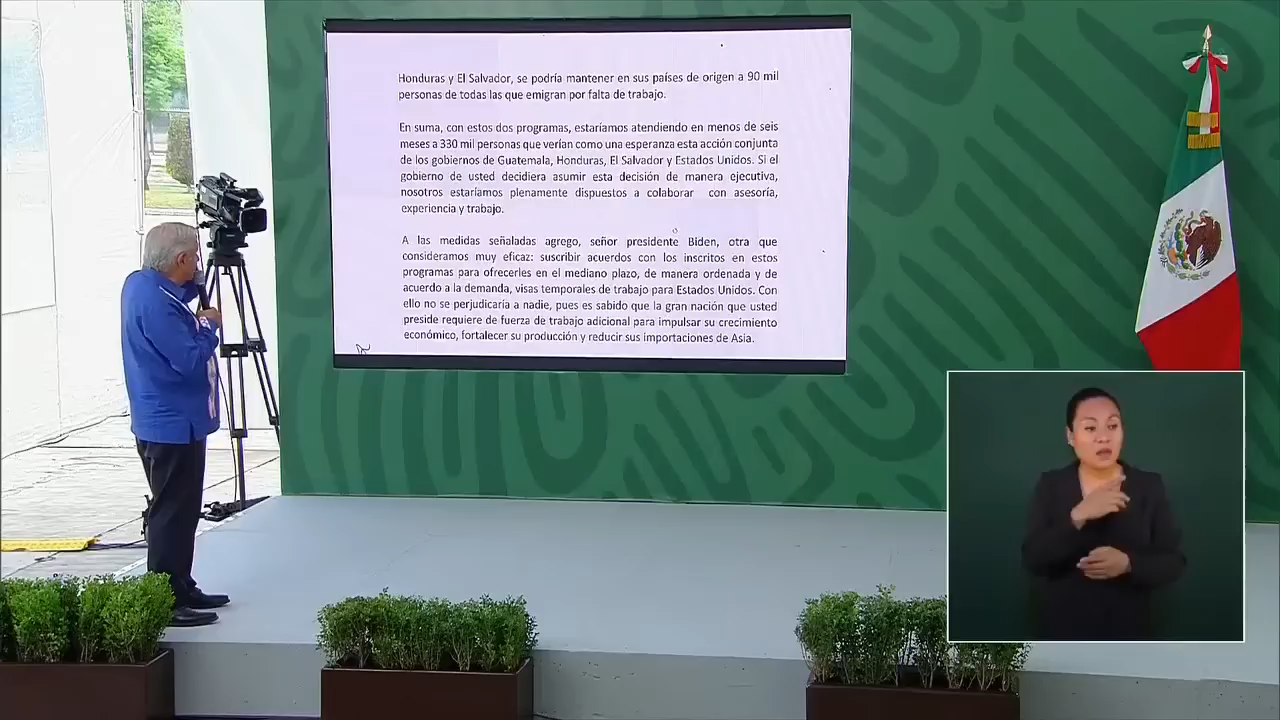 Honduras y El Salvador, se podría mantener en sus países de origen a 90 mil
personas de todas las que emigran por falta de trabajo.
En suma, con estos dos programas, estaríamos atendiendo en menos de seis
meses a 330 mil personas que verían como una esperanza esta acción conjunta
de los gobiernos de Guatemala, Honduras, El Salvador y Estados Unidos. Si el
gobierno de usted decidiera asumir esta decisión de manera ejecutiva,
nosotros estaríamos plenamente dispuestos a colaborar con asesoría,
experiencia y trabajo.
A las medidas señaladas agrego, señor presidente Biden, otra que
consideramos muy eficaz: suscribir acuerdos con los inscritos en estos
programas para ofrecerles en el mediano plazo, de manera ordenada y de
acuerdo a la demanda, visas temporales de trabajo para Estados Unidos. Con
ello no se perjudicaría a nadie, pues es sabido que la gran nación que usted
preside requiere de fuerza de trabajo adicional para impulsar su crecimiento
económico, fortalecer su producción y reducir sus importaciones de Asia.